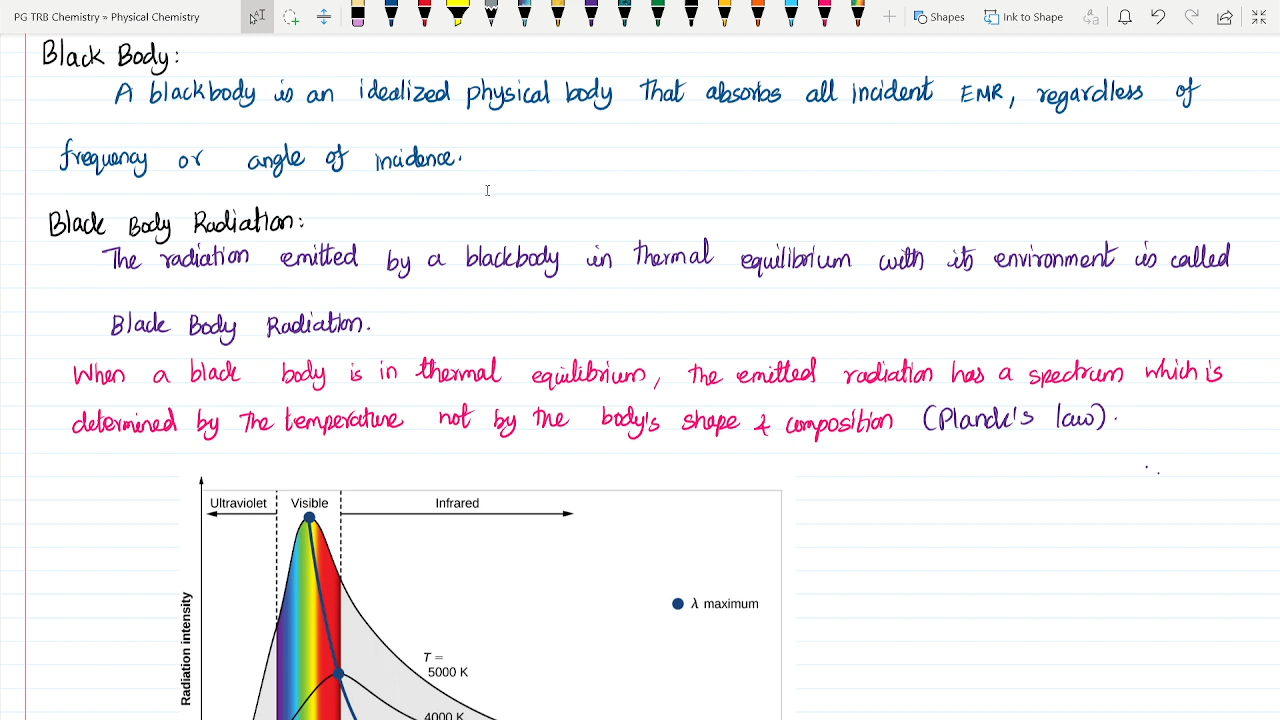 PG TRB Chemistry » Physical Chemistry
Shapes
Ink to Shape
Black Body:
A blackbody is an idealized physical body that absorbs all incident EMR, regardless of
frequency or angle of incidence.
Black Body Radiation:
The radiation emitted by a blackbody in thermal equilibrium with its environment is called
Black Body Radiation.
When a black body is in thermal equilibrium, the emitted radiation has a spectrum which is
determined by the temperature not by the body's shape & composition (Planck's law).
Ultraviolet Visible Infrared
λ maximum
Radiation intensity
T =
5000 K
4000 K